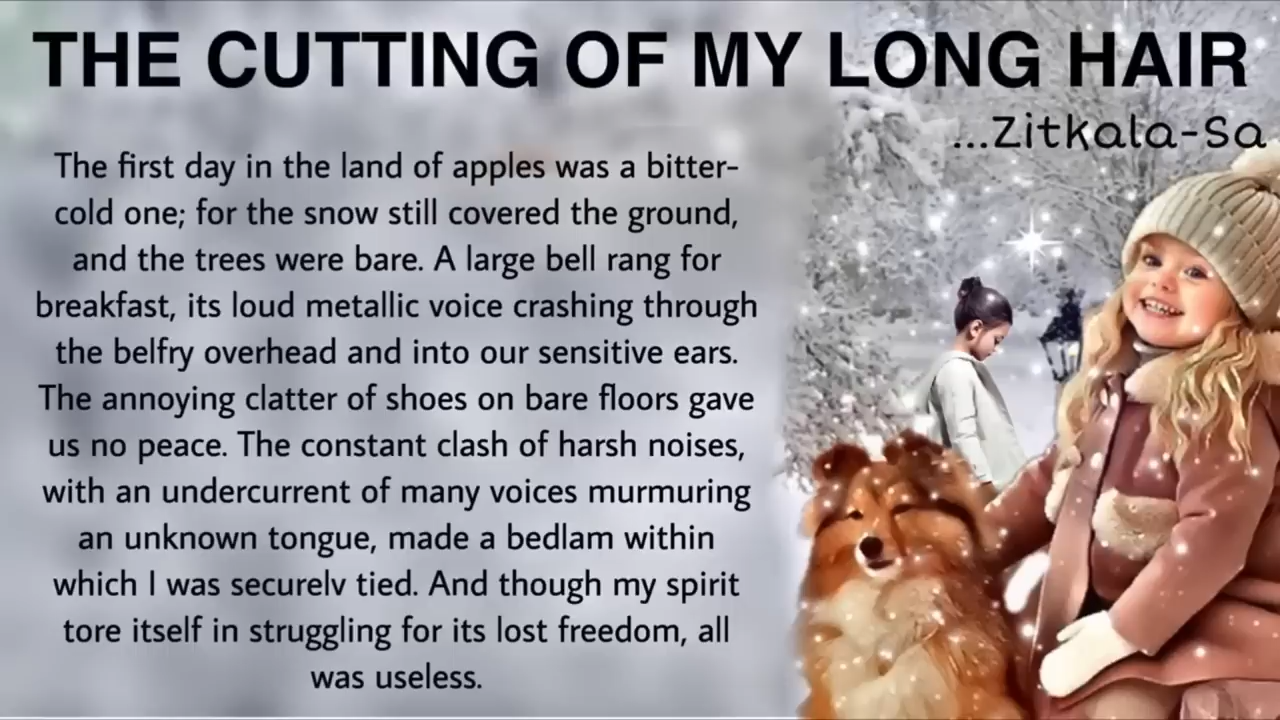 THE CUTTING OF MY LONG HAIR
...Zitkala-Sa
The first day in the land of apples was a bitter-
cold one; for the snow still covered the ground,
and the trees were bare. A large bell rang for
breakfast, its loud metallic voice crashing through
the belfry overhead and into our sensitive ears.
The annoying clatter of shoes on bare floors gave
us no peace. The constant clash of harsh noises,
with an undercurrent of many voices murmuring
an unknown tongue, made a bedlam within
which I was securelv tied. And though my spirit
tore itself in struggling for its lost freedom, all
was useless.